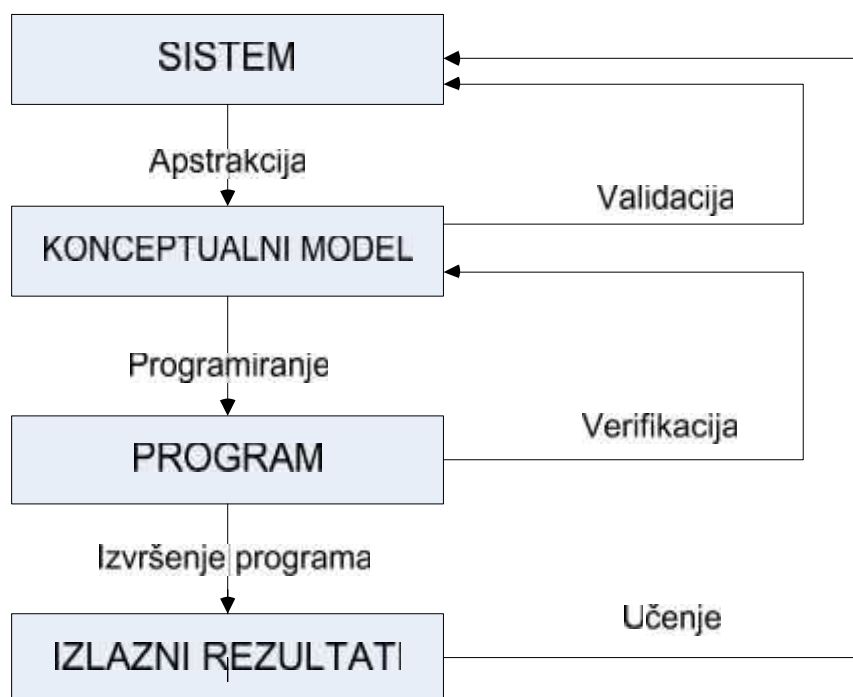 SISTEM
Apstrakcija
Validacija
KONCEPTUALNI MODEL
Programiranje
Verifikacija
PROGRAM
Izvršenje programa
Učenje
IZLAZNI REZULTATI